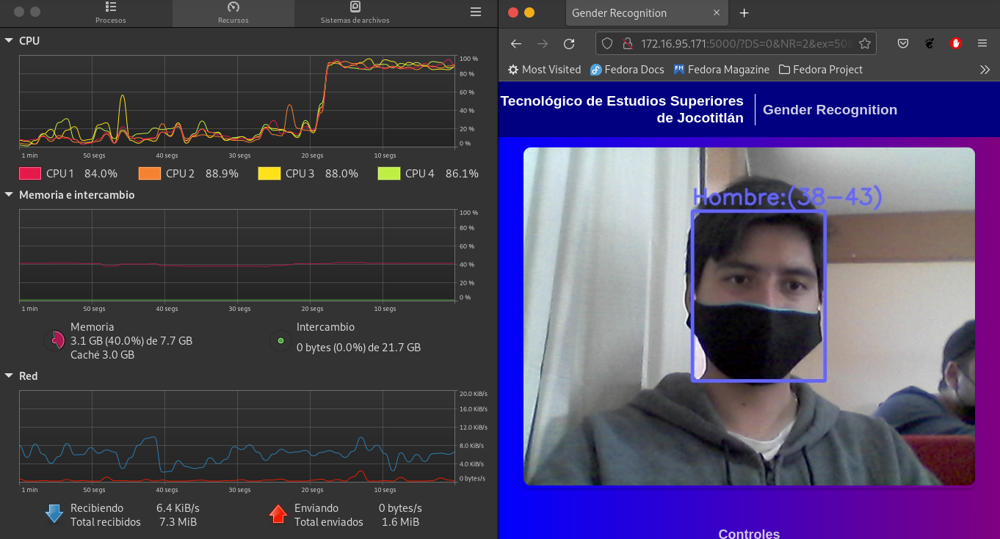 Procesos
Recursos
Sistemas de archivos
CPU
100 %
80 %
60 %
40 %
20 %
0 %
1 min
50 segs
40 segs
30 segs
20 segs
10 segs
CPU 1 84.0%
CPU 2 88.9%
CPU 3 88.0%
CPU 4 86.1%
Memoria e intercambio
100 %
80 %
60 %
40 %
20 %
0 %
1 min
50 segs
40 segs
30 segs
20 segs
10 segs
Memoria
3.1 GB (40.0%) de 7.7 GB
Caché 3.0 GB
Intercambio
0 bytes (0.0%) de 21.7 GB
Red
20.0 KiB/s
16.0 KiB/s
12.0 KiB/s
8.0 KiB/s
4.0 KiB/s
0 bytes/s
1 min
50 segs
40 segs
30 segs
20 segs
10 segs
Recibiendo 6.4 KiB/s
Total recibidos 7.3 MiB
Enviando 0 bytes/s
Total enviados 1.6 MiB
Gender Recognition
172.16.95.171:5000/?DS=0&NR=2&ex=50&
Most Visited
Fedora Docs
FM
Fedora Magazine
Fedora Project
Tecnológico de Estudios Superiores
de Jocotitlán
Gender Recognition
Hombre:(38-43)
Controles